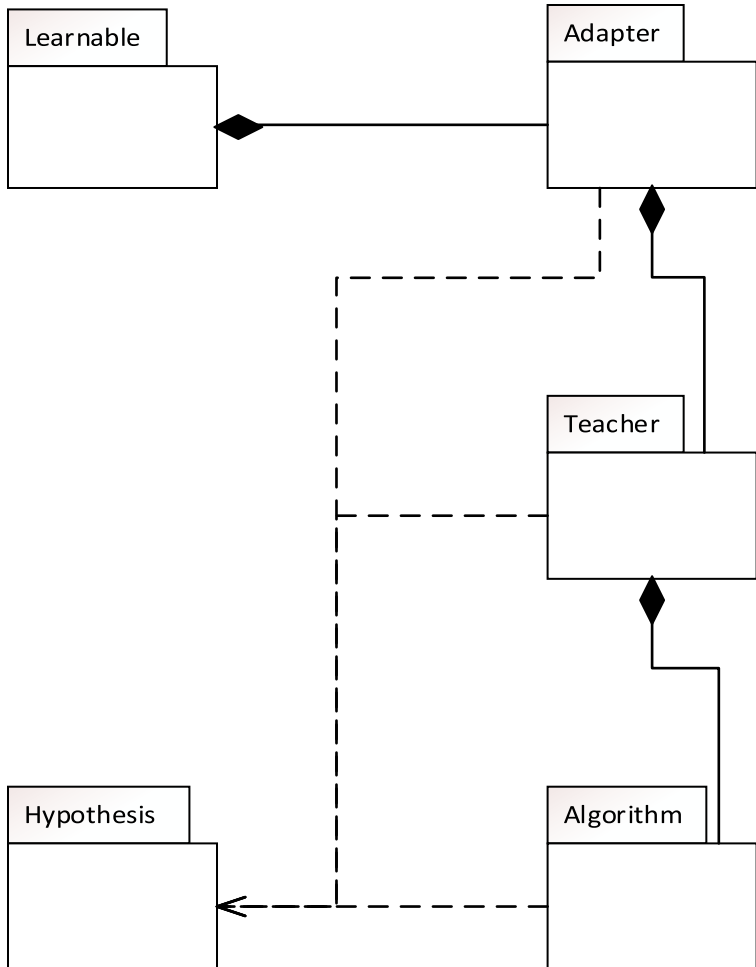 Learnable
Adapter
Teacher
Hypothesis
Algorithm